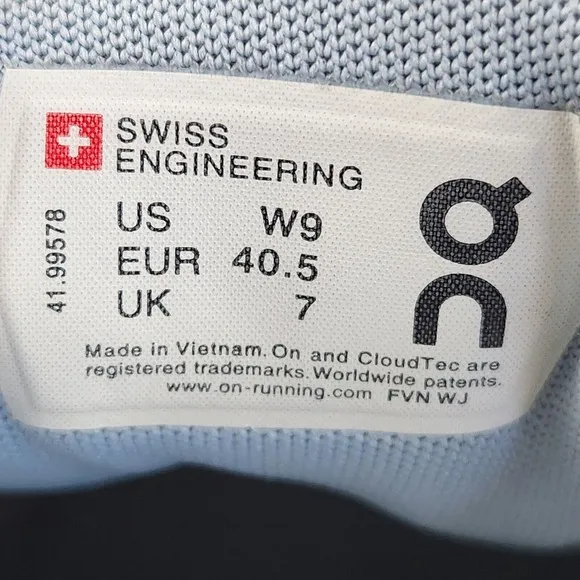 SWISS
ENGINEERING
US W9
EUR 40.5
UK 7
41.99578
On
Made in Vietnam. On and CloudTec are
registered trademarks. Worldwide patents.
www.on-running.com FVN WJ